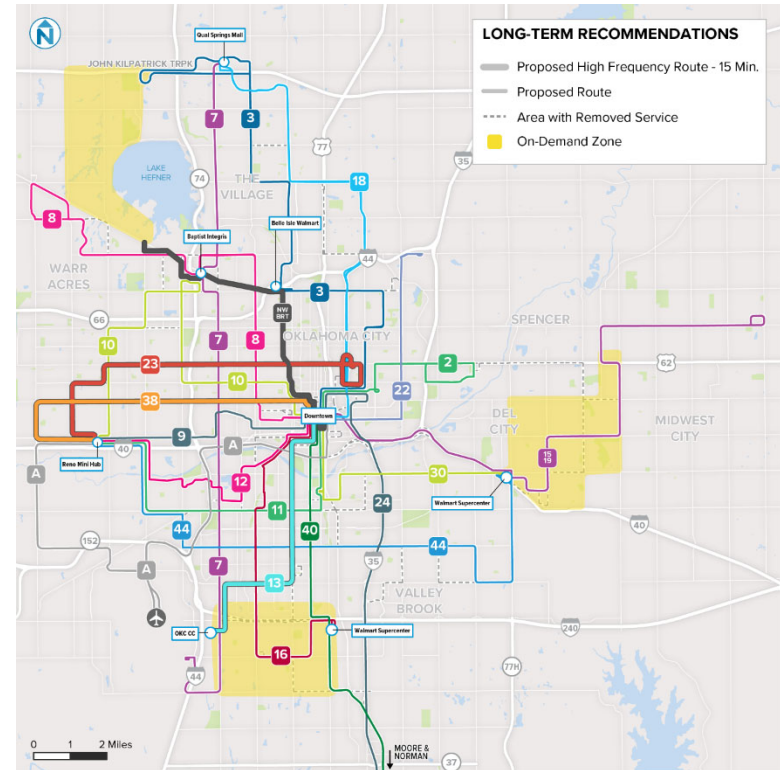 N
Quail Springs Mall
JOHN KILPATRICK TRPK
LONG-TERM RECOMMENDATIONS
Proposed High Frequency Route - 15 Min.
Proposed Route
Area with Removed Service
On-Demand Zone
7
3
77
35
LAKE
HEFNER
74
THE
VILLAGE
18
8
Belle Isle Walmart
Baptist Integris
44
WARR
ACRES
3
NW
BRT
66
SPENCER
OKLAHOMA CITY
10
7
8
23
2
62
10
22
38
DEL
CITY
MIDWEST
CITY
Downtown
9
A
40
Reno Mini Hub
A
15
19
30
12
Walmart Supercenter
24
11
40
40
44
152
35
44
A
7
13
VALLEY
BROOK
OKC CC
Walmart Supercenter
240
16
44
77H
0 1 2 Miles
MOORE &
NORMAN
37